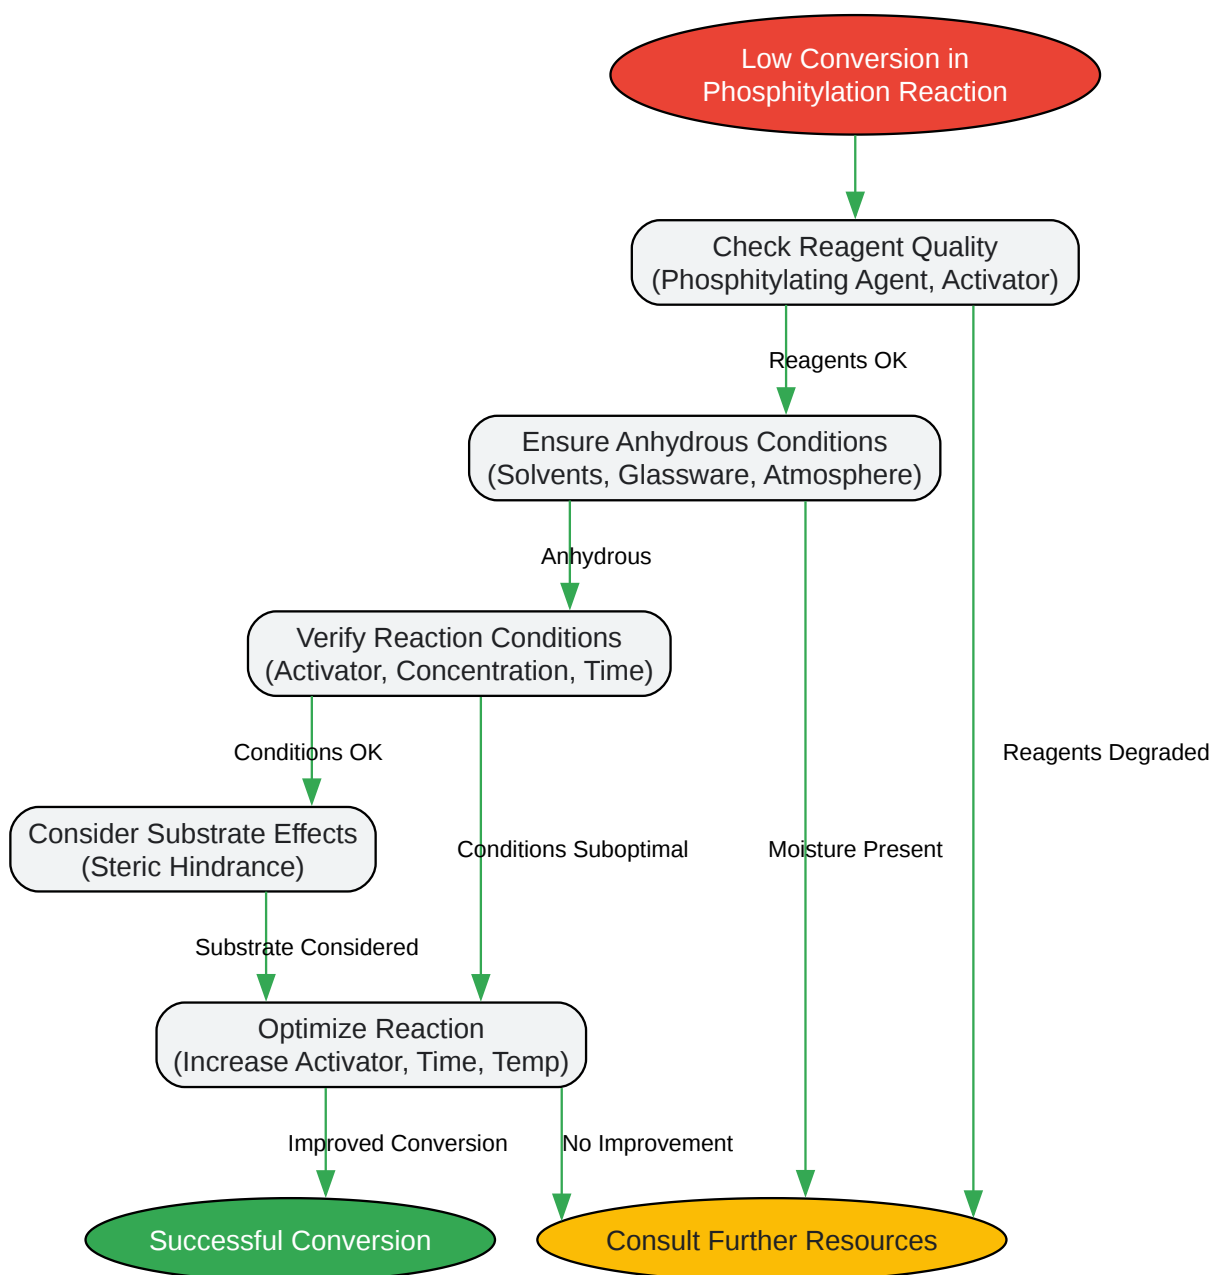 Low Conversion in
Phosphitylation Reaction
Check Reagent Quality
(Phosphitylating Agent, Activator)
Reagents OK
Ensure Anhydrous Conditions
(Solvents, Glassware, Atmosphere)
Anhydrous
Verify Reaction Conditions
(Activator, Concentration, Time)
Conditions OK
Reagents Degraded
Consider Substrate Effects
(Steric Hindrance)
Conditions Suboptimal
Moisture Present
Substrate Considered
Optimize Reaction
(Increase Activator, Time, Temp)
Improved Conversion
No Improvement
Successful Conversion
Consult Further Resources